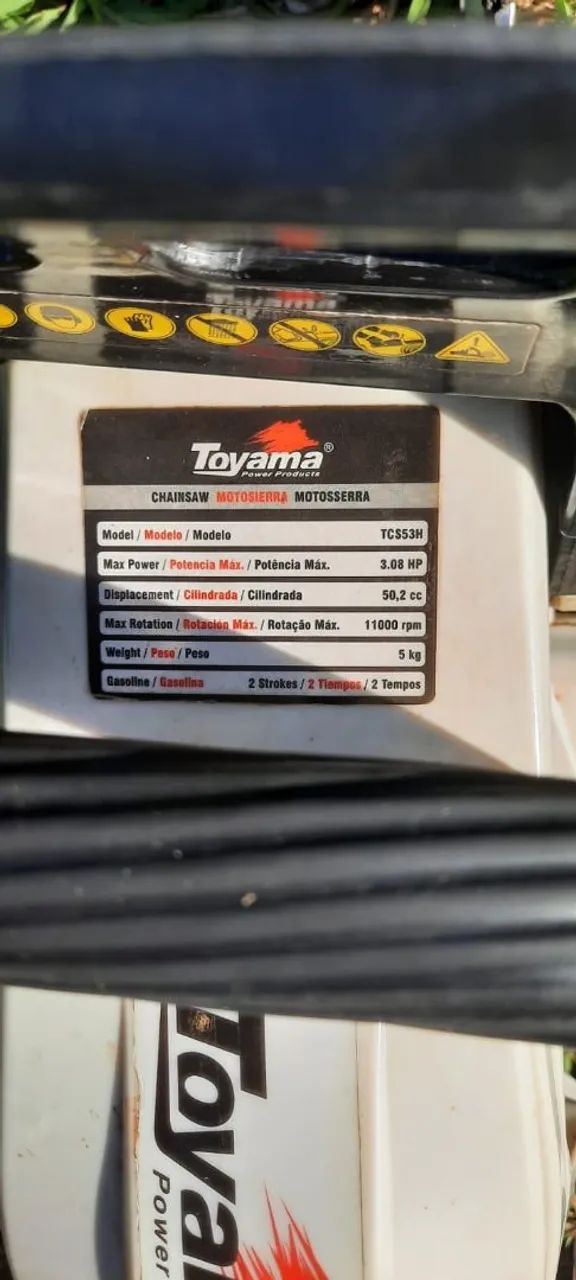 Toyama®
Power Products
CHAINSAW MOTOSIERRA MOTOSSERRA
Model / Modelo / Modelo TCS53H
Max Power / Potencia Máx. / Potência Máx. 3.08 HP
Displacement / Cilindrada / Cilindrada 50,2 cc
Max Rotation / Rotación Máx. / Rotação Máx. 11000 rpm
Weight / Peso / Peso 5 kg
Gasoline / Gasolina 2 Strokes / 2 Tiempos / 2 Tempos
Toya
Power